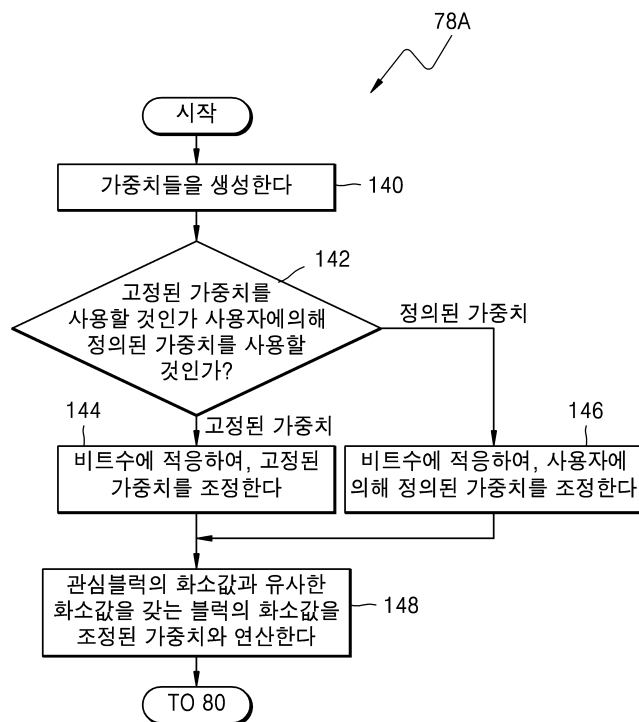 78A
시작
가중치들을 생성한다
140
142
고정된 가중치를
사용할 것인가 사용자에의해
정의된 가중치를 사용할
것인가?
정의된 가중치
고정된 가중치
144
비트수에 적응하여, 고정된
가중치를 조정한다
146
비트수에 적응하여, 사용자에
의해 정의된 가중치를 조정한다
관심블럭의 화소값과 유사한
화소값을 갖는 블럭의 화소값을
조정된 가중치와 연산한다
148
TO 80